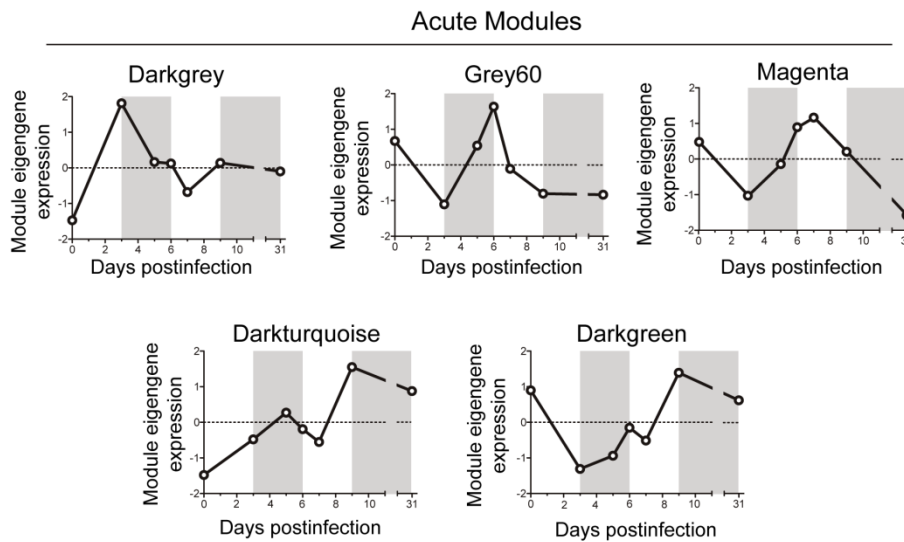 Acute Modules
Darkgrey
Module eigengene
expression
2
1
0
-1
-2
0 2 4 6 8 10 31
Days postinfection
Grey60
Module eigengene
expression
2
1
0
-1
-2
0 2 4 6 8 10 31
Days postinfection
Magenta
Module eigengene
expression
2
1
0
-1
-2
0 2 4 6 8 10
Days postinfection
Darkturquoise
Module eigengene
expression
2
1
0
-1
-2
0 2 4 6 8 10 31
Days postinfection
Darkgreen
Module eigengene
expression
2
1
0
-1
-2
0 2 4 6 8 10 31
Days postinfection